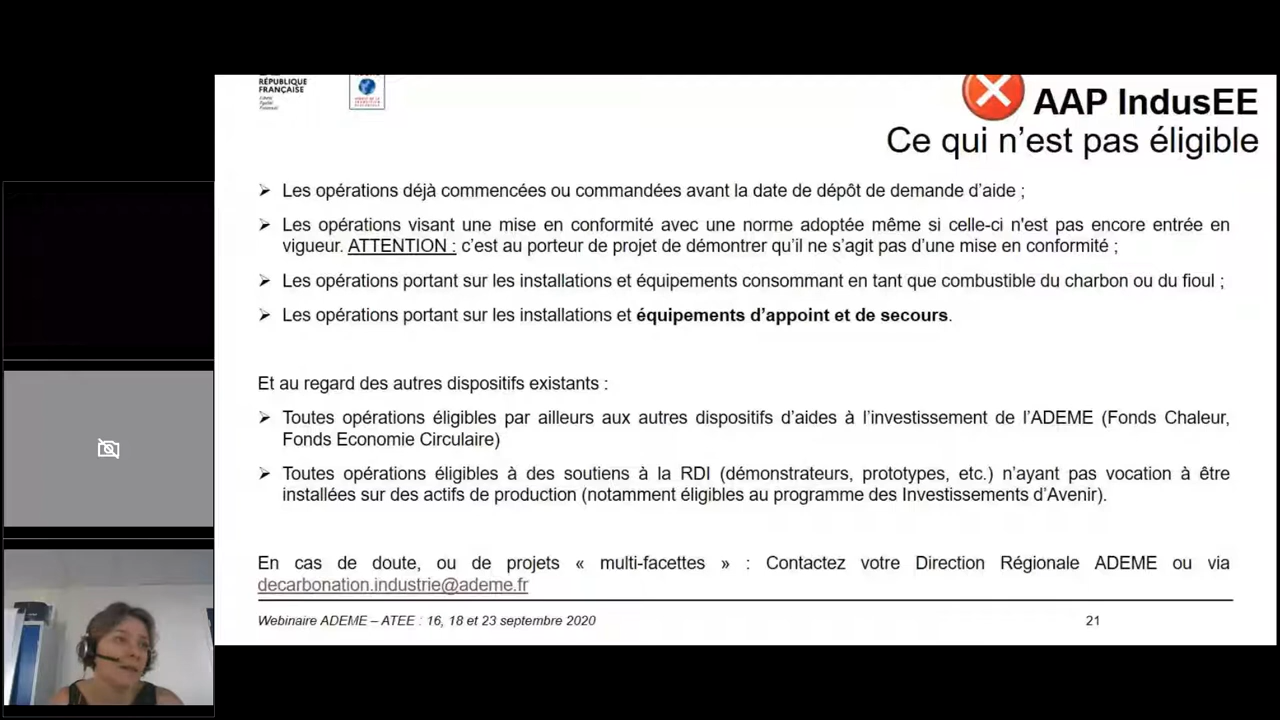 RÉPUBLIQUE
FRANÇAISE
AAP IndusEE
Ce qui n’est pas éligible
➢ Les opérations déjà commencées ou commandées avant la date de dépôt de demande d’aide ;
➢ Les opérations visant une mise en conformité avec une norme adoptée même si celle-ci n'est pas encore entrée en
vigueur. ATTENTION : c’est au porteur de projet de démontrer qu’il ne s’agit pas d’une mise en conformité ;
➢ Les opérations portant sur les installations et équipements consommant en tant que combustible du charbon ou du fioul ;
➢ Les opérations portant sur les installations et équipements d’appoint et de secours.
Et au regard des autres dispositifs existants :
➢ Toutes opérations éligibles par ailleurs aux autres dispositifs d’aides à l’investissement de l’ADEME (Fonds Chaleur,
Fonds Economie Circulaire)
➢ Toutes opérations éligibles à des soutiens à la RDI (démonstrateurs, prototypes, etc.) n’ayant pas vocation à être
installées sur des actifs de production (notamment éligibles au programme des Investissements d’Avenir).
En cas de doute, ou de projets « multi-facettes » : Contactez votre Direction Régionale ADEME ou via
decarbonation.industrie@ademe.fr
Webinaire ADEME – ATEE : 16, 18 et 23 septembre 2020
21